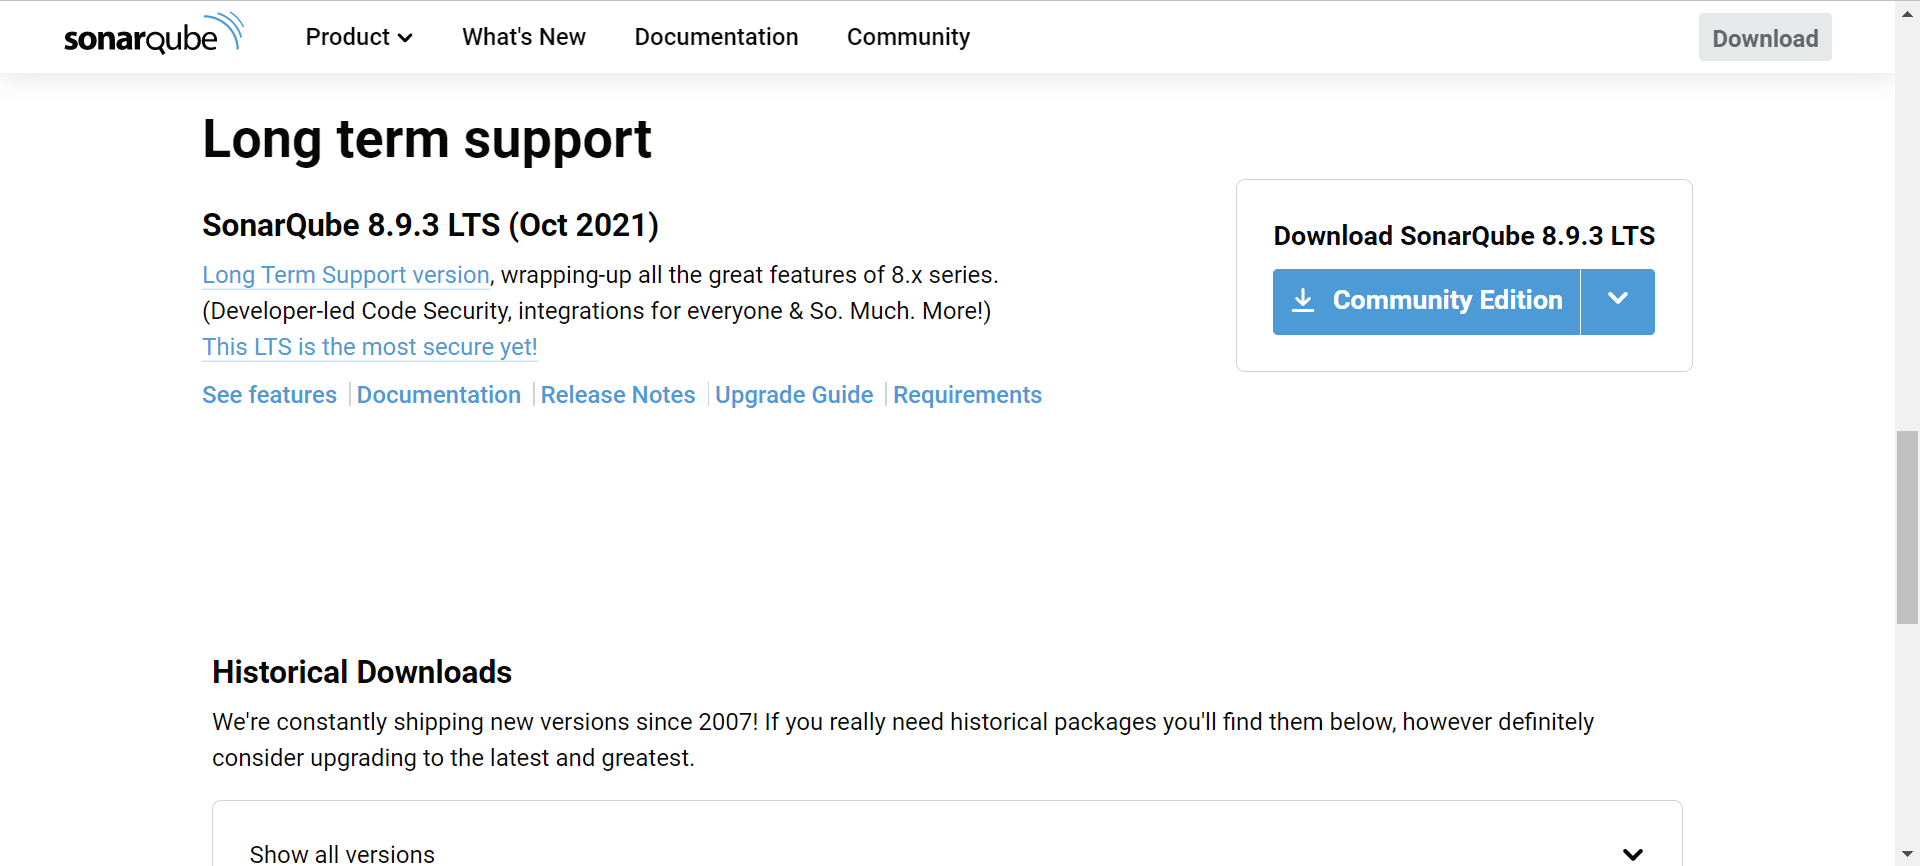 sonarqube
Product
What's New
Documentation
Community
Download
Long term support
SonarQube 8.9.3 LTS (Oct 2021)
Long Term Support version, wrapping-up all the great features of 8.x series.
(Developer-led Code Security, integrations for everyone & So. Much. More!)
This LTS is the most secure yet!
See features
Documentation
Release Notes
Upgrade Guide
Requirements
Download SonarQube 8.9.3 LTS
Community Edition
Historical Downloads
We're constantly shipping new versions since 2007! If you really need historical packages you'll find them below, however definitely
consider upgrading to the latest and greatest.
Show all versions